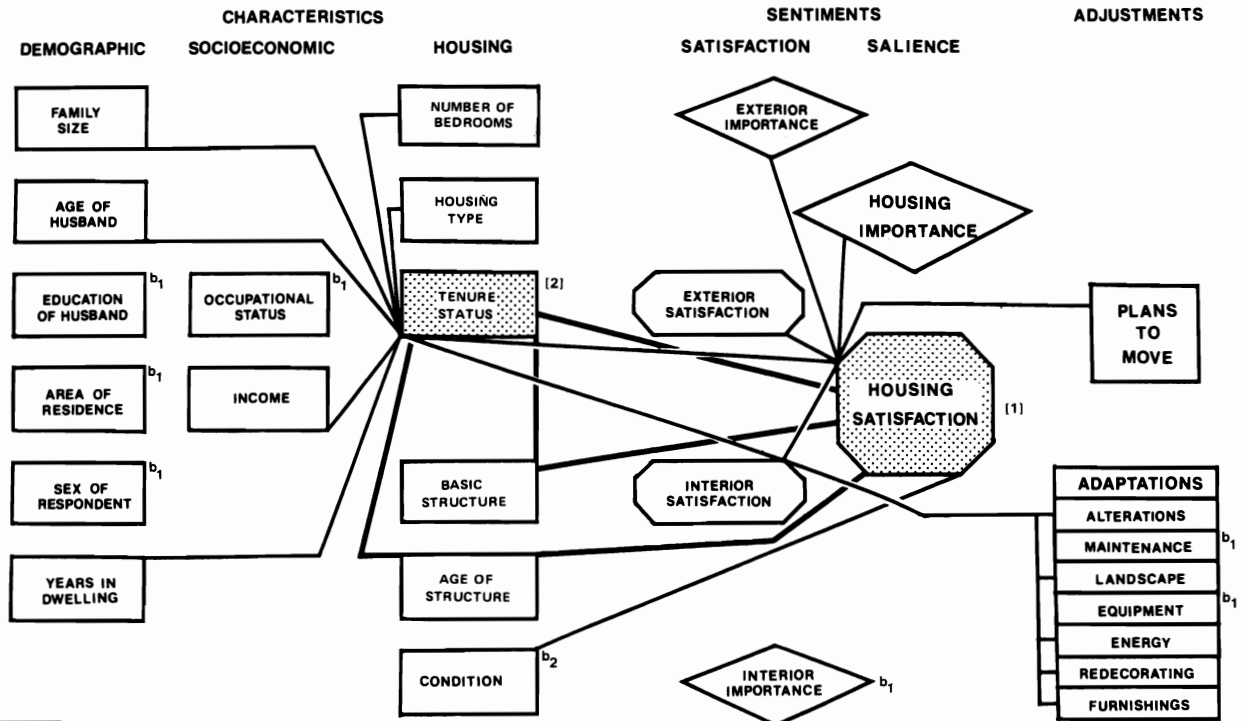 CHARACTERISTICS
SENTIMENTS
ADJUSTMENTS
DEMOGRAPHIC
SOCIOECONOMIC
HOUSING
SATISFACTION
SALIENCE
FAMILY
SIZE
NUMBER OF
BEDROOMS
EXTERIOR
IMPORTANCE
AGE OF
HUSBAND
HOUSING
TYPE
HOUSING
IMPORTANCE
EDUCATION
OF HUSBAND
b1
OCCUPATIONAL
STATUS
b1
TENURE
STATUS
[2]
EXTERIOR
SATISFACTION
PLANS
TO
MOVE
AREA OF
RESIDENCE
b1
INCOME
HOUSING
SATISFACTION
[1]
SEX OF
RESPONDENT
b1
BASIC
STRUCTURE
INTERIOR
SATISFACTION
ADAPTATIONS
ALTERATIONS
MAINTENANCE b1
LANDSCAPE
EQUIPMENT b1
ENERGY
REDECORATING
FURNISHINGS
YEARS IN
DWELLING
AGE OF
STRUCTURE
CONDITION
b2
INTERIOR
IMPORTANCE
b1